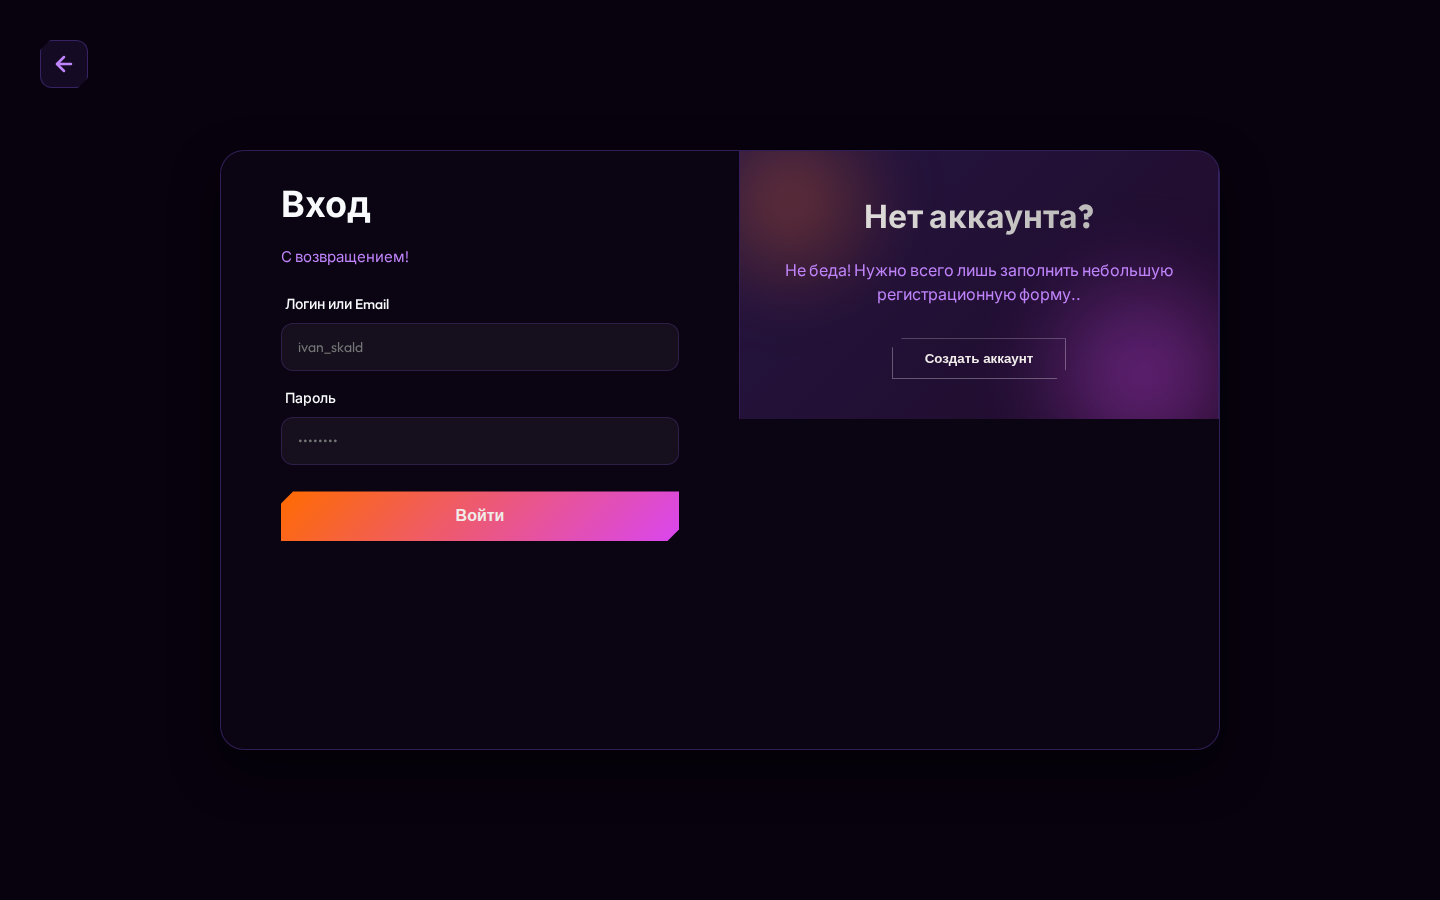 Вход
С возвращением!
Логин или Email
ivan_skald
Пароль
••••••••
Войти
Нет аккаунта?
Не беда! Нужно всего лишь заполнить небольшую
регистрационную форму..
Создать аккаунт